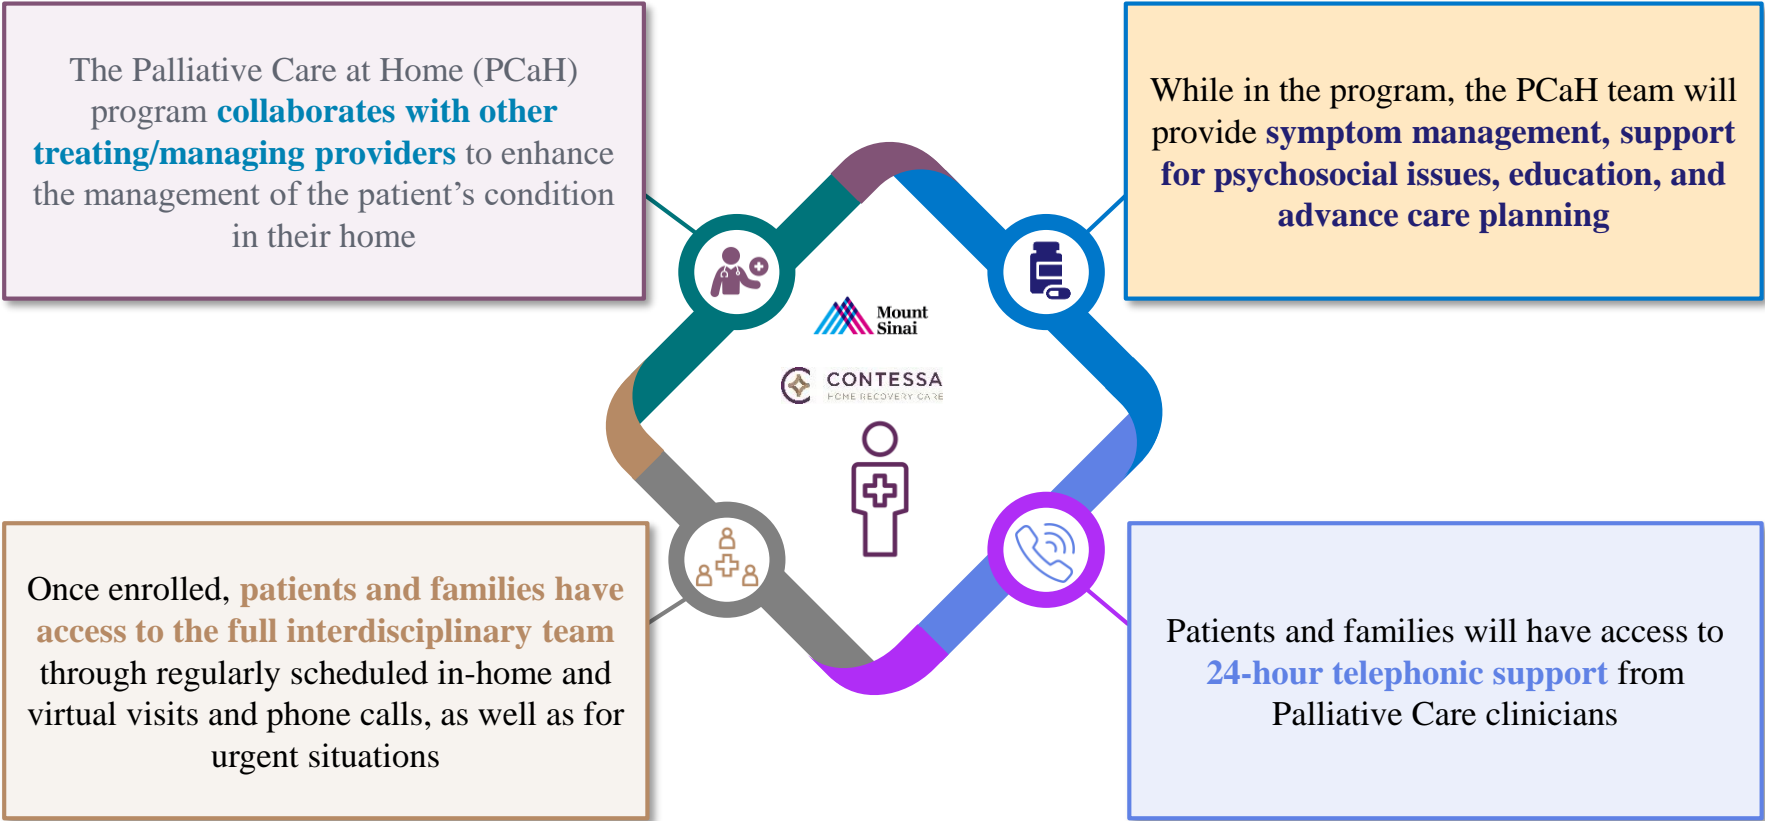 The Palliative Care at Home (PCaH)
program collaborates with other
treating/managing providers to enhance
the management of the patient’s condition
in their home
While in the program, the PCaH team will
provide symptom management, support
for psychosocial issues, education, and
advance care planning
Mount
Sinai
CONTESSA
HOME RECOVERY CARE
Once enrolled, patients and families have
access to the full interdisciplinary team
through regularly scheduled in-home and
virtual visits and phone calls, as well as for
urgent situations
Patients and families will have access to
24-hour telephonic support from
Palliative Care clinicians